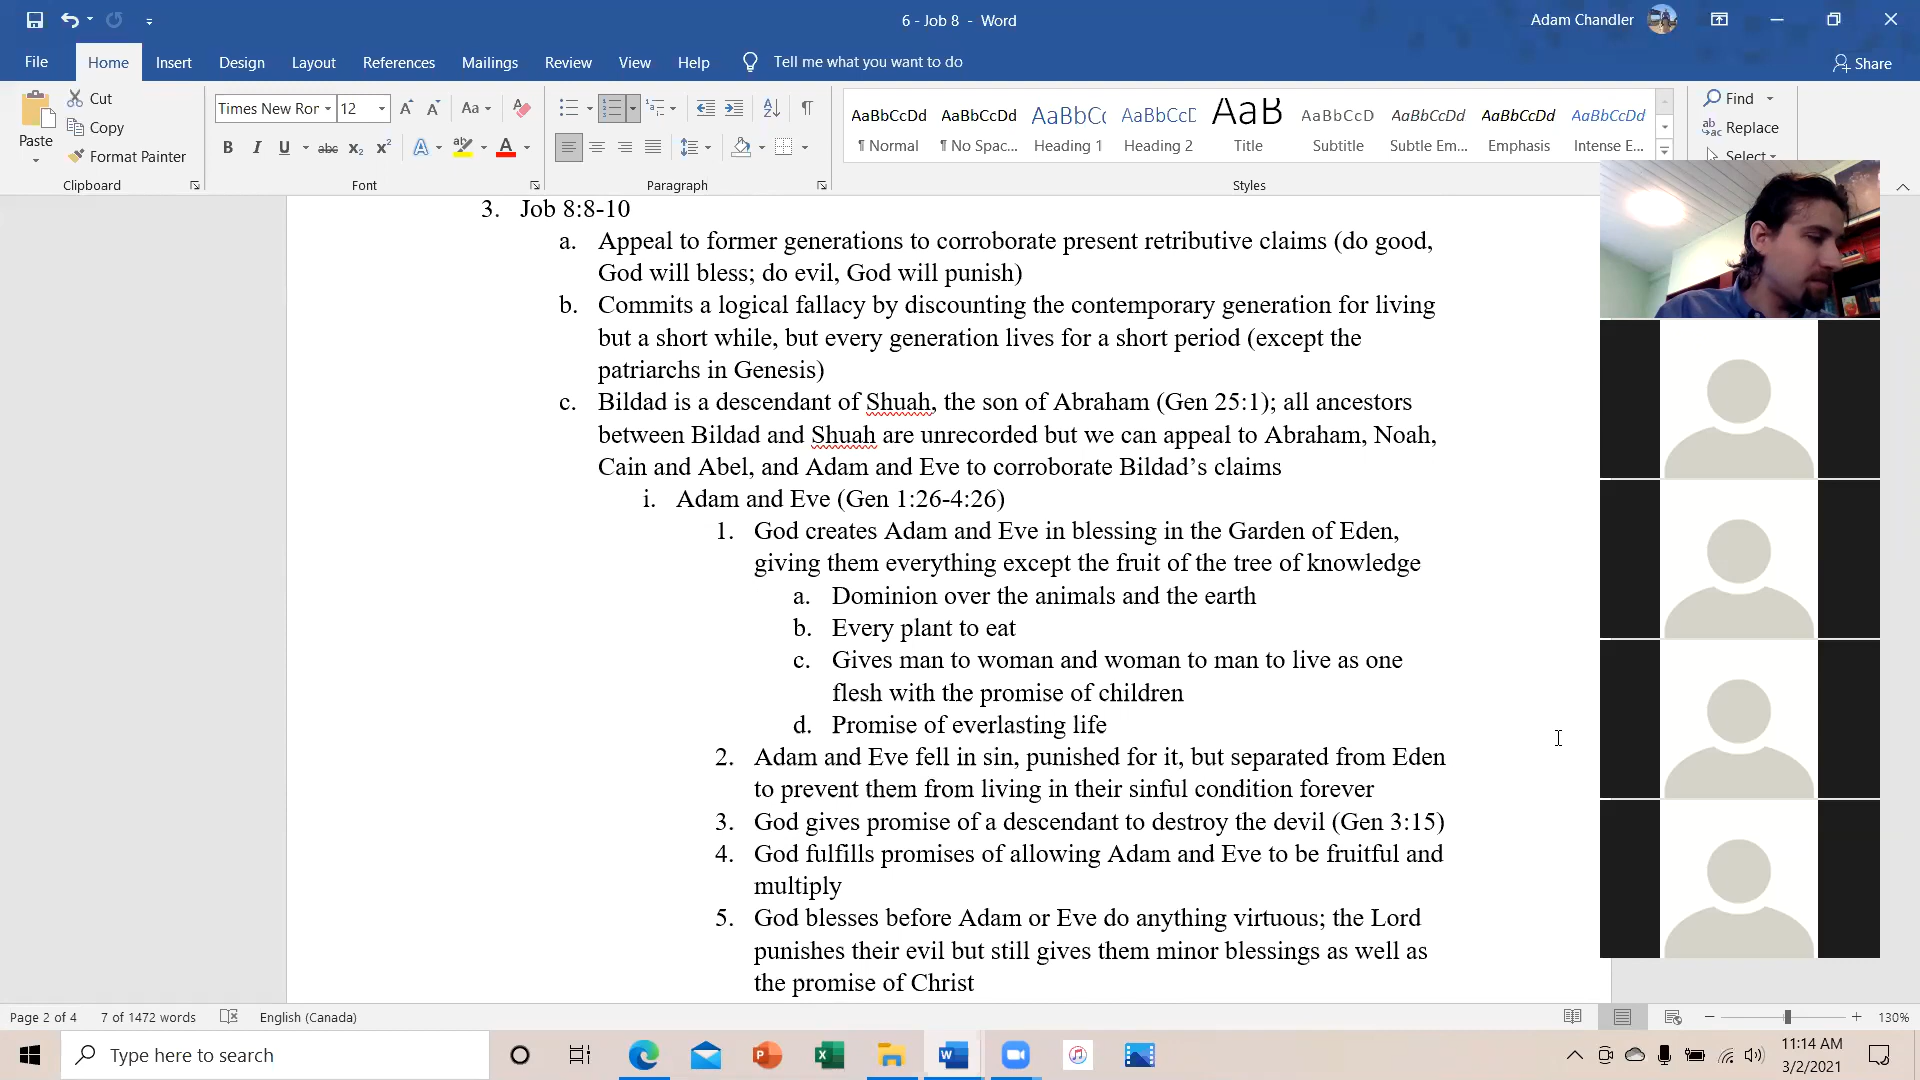 6 - Job 8 - Word
Adam Chandler
File Home Insert Design Layout References Mailings Review View Help Tell me what you want to do Share
Paste
Cut
Copy
Format Painter
Clipboard
Times New Ror 12
Font
Paragraph
AaBbCcDd AaBbCcDd AaBbCc AaBbCcD AaB AaBbCcD AaBbCcDd AaBbCcDd AaBbCcDd
¶ Normal ¶ No Spac... Heading 1 Heading 2 Title Subtitle Subtle Em... Emphasis Intense E...
Styles
Find
Replace
Select
3. Job 8:8-10
a. Appeal to former generations to corroborate present retributive claims (do good,
God will bless; do evil, God will punish)
b. Commits a logical fallacy by discounting the contemporary generation for living
but a short while, but every generation lives for a short period (except the
patriarchs in Genesis)
c. Bildad is a descendant of Shuah, the son of Abraham (Gen 25:1); all ancestors
between Bildad and Shuah are unrecorded but we can appeal to Abraham, Noah,
Cain and Abel, and Adam and Eve to corroborate Bildad’s claims
i. Adam and Eve (Gen 1:26-4:26)
1. God creates Adam and Eve in blessing in the Garden of Eden,
giving them everything except the fruit of the tree of knowledge
a. Dominion over the animals and the earth
b. Every plant to eat
c. Gives man to woman and woman to man to live as one
flesh with the promise of children
d. Promise of everlasting life
2. Adam and Eve fell in sin, punished for it, but separated from Eden
to prevent them from living in their sinful condition forever
3. God gives promise of a descendant to destroy the devil (Gen 3:15)
4. God fulfills promises of allowing Adam and Eve to be fruitful and
multiply
5. God blesses before Adam or Eve do anything virtuous; the Lord
punishes their evil but still gives them minor blessings as well as
the promise of Christ
Page 2 of 4 7 of 1472 words English (Canada) 130%
Type here to search
11:14 AM
3/2/2021